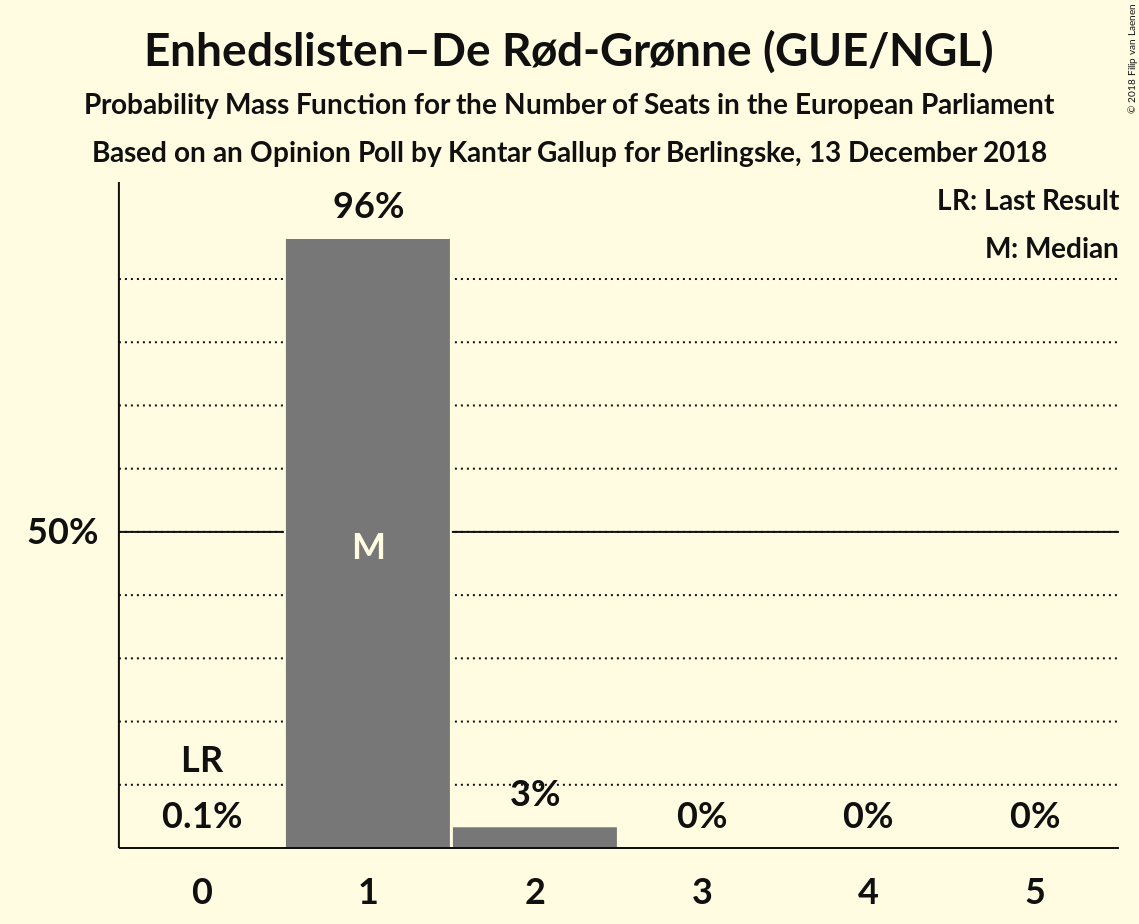 Enhedslisten–De Rød-Grønne (GUE/NGL)
Probability Mass Function for the Number of Seats in the European Parliament
Based on an Opinion Poll by Kantar Gallup for Berlingske, 13 December 2018
© 2018 Filip van Laenen
LR: Last Result
M: Median
96%
50%
M
LR
0.1%
3%
0%
0%
0%
0 1 2 3 4 5